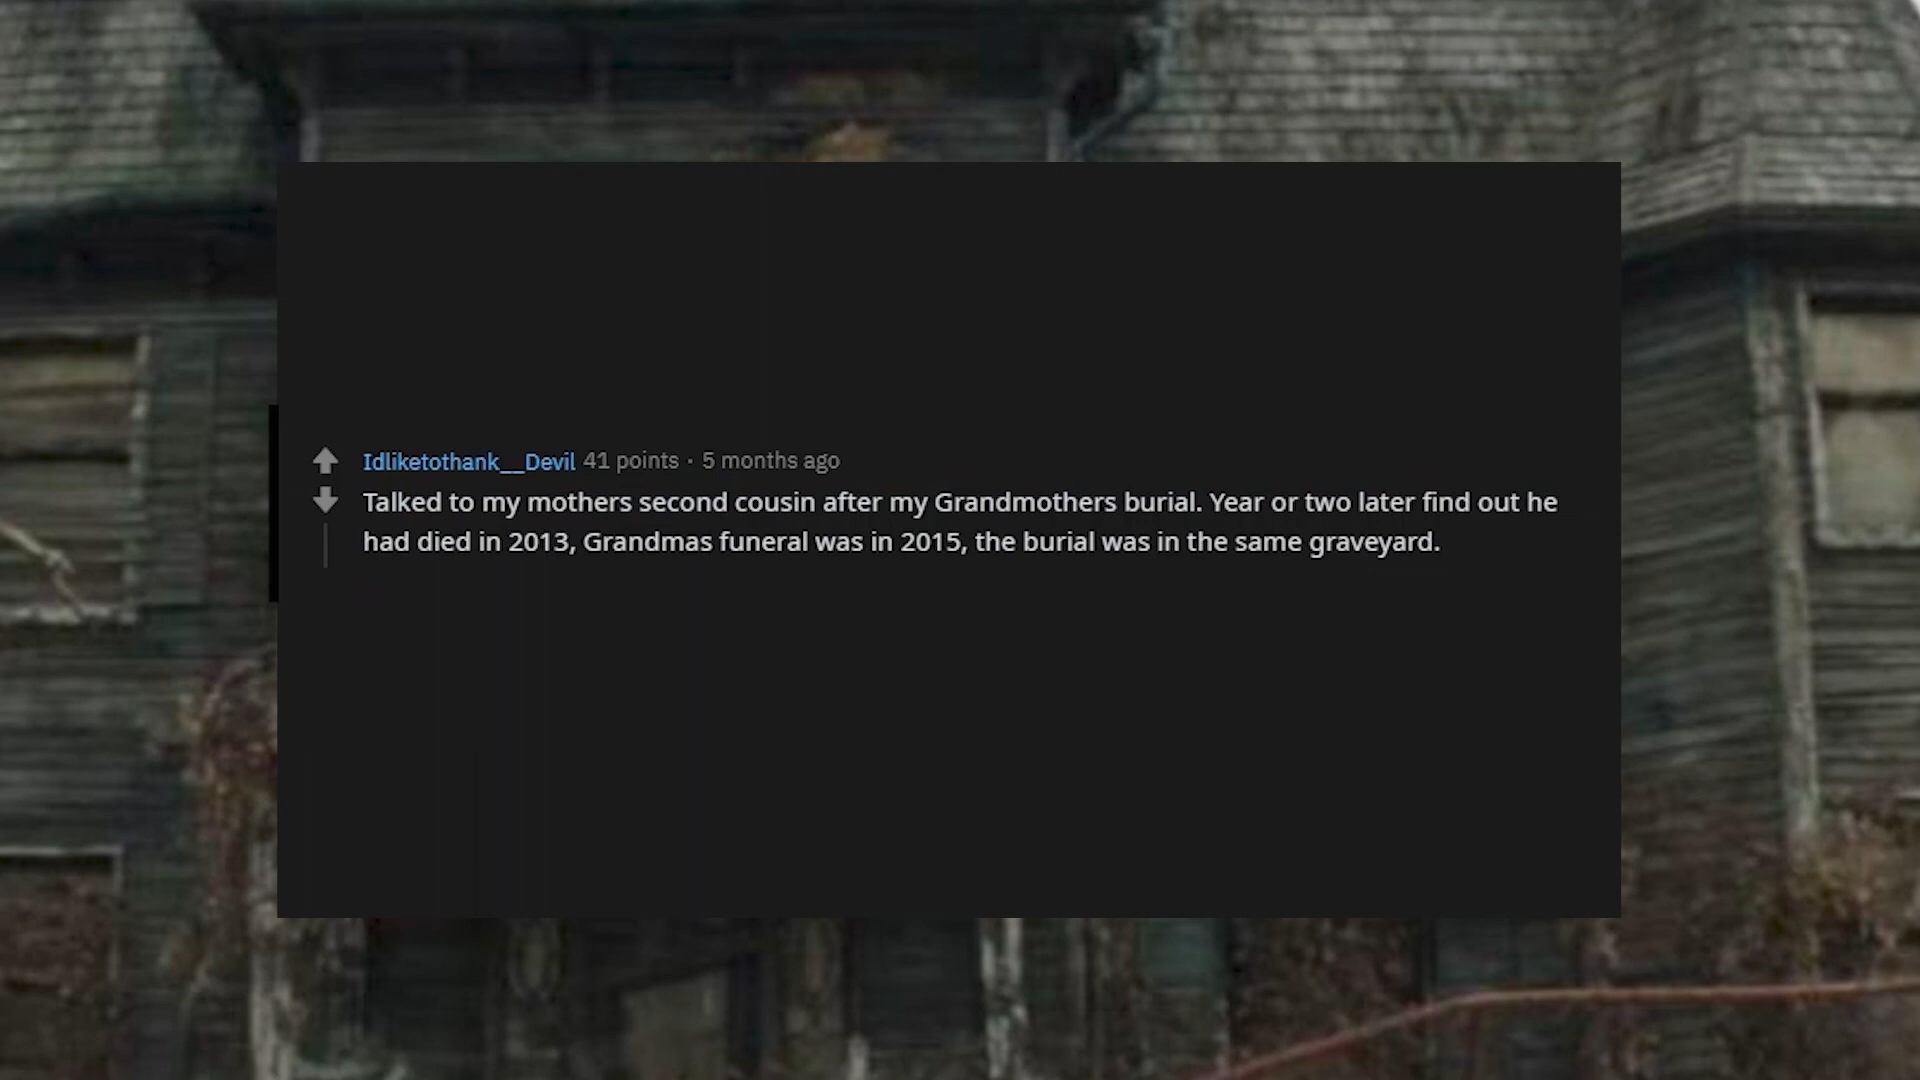 Idliketothank__Devil 41 points · 5 months ago
Talked to my mothers second cousin after my Grandmothers burial. Year or two later find out he
had died in 2013, Grandmas funeral was in 2015, the burial was in the same graveyard.